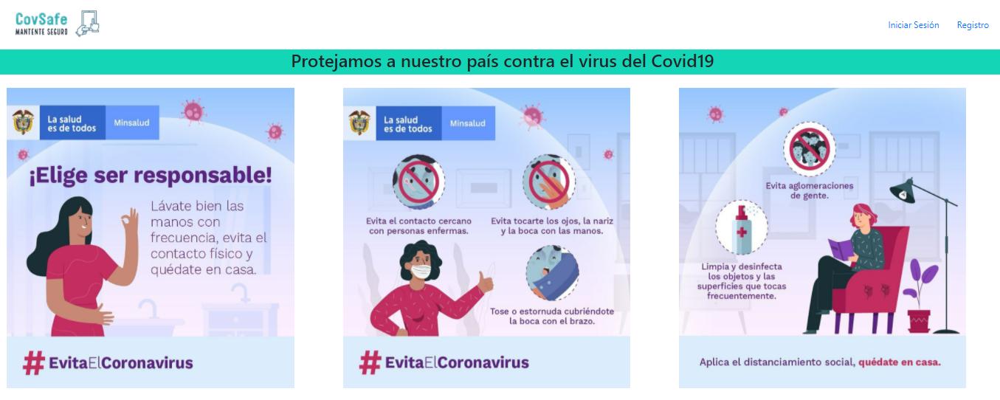 CovSafe
MANTENTE SEGURO
Iniciar Sesión
Registro
Protejamos a nuestro país contra el virus del Covid19
La salud
es de todos
Minsalud
¡Elige ser responsable!
Lávate bien las
manos con
frecuencia, evita el
contacto físico y
quédate en casa.
#EvitaElCoronavirus
La salud
es de todos
Minsalud
Evita el contacto cercano
con personas enfermas.
Evita tocarte los ojos, la nariz
y la boca con las manos.
Tose o estornuda cubriéndote
la boca con el brazo.
#EvitaElCoronavirus
Evita aglomeraciones
de gente.
Limpia y desinfecta
los objetos y las
superficies que tocas
frecuentemente.
Aplica el distanciamiento social, quédate en casa.